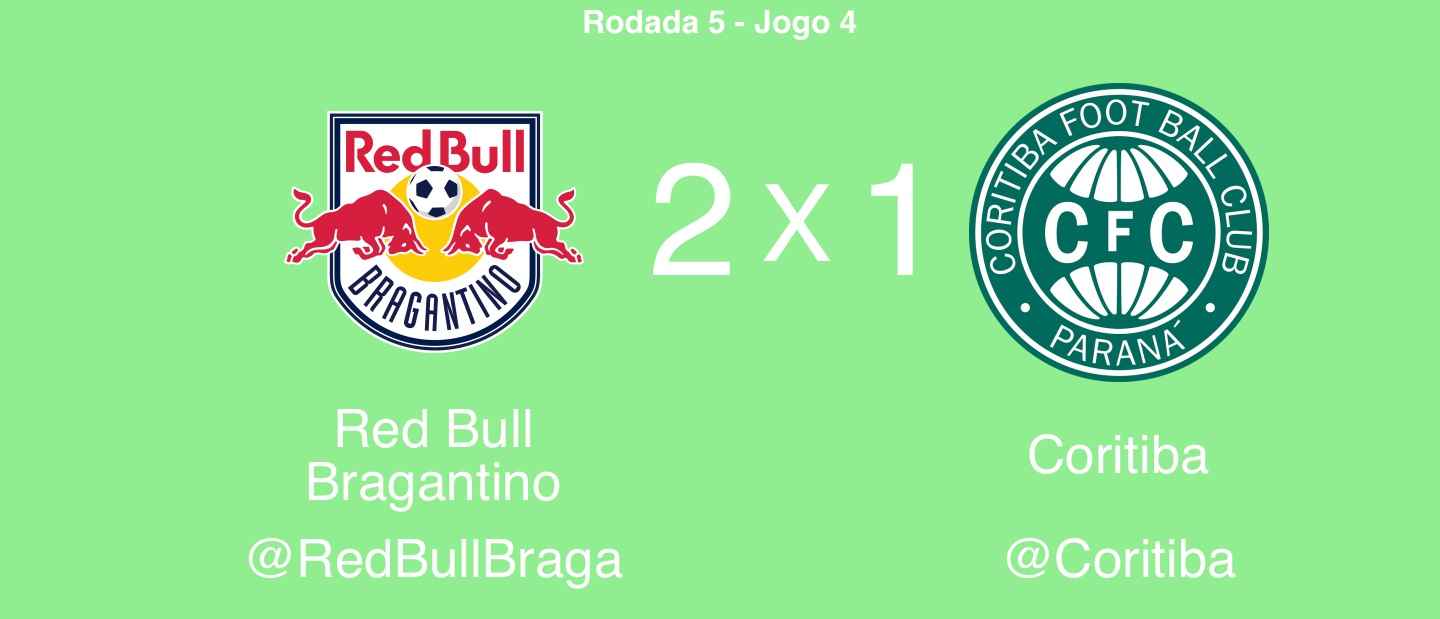 Rodada 5 - Jogo 4
Red Bull
BRAGANTINO
2 x 1
CORITIBA FOOT BALL CLUB
CFC
PARANÁ
Red Bull
Bragantino
Coritiba
@RedBullBraga
@Coritiba